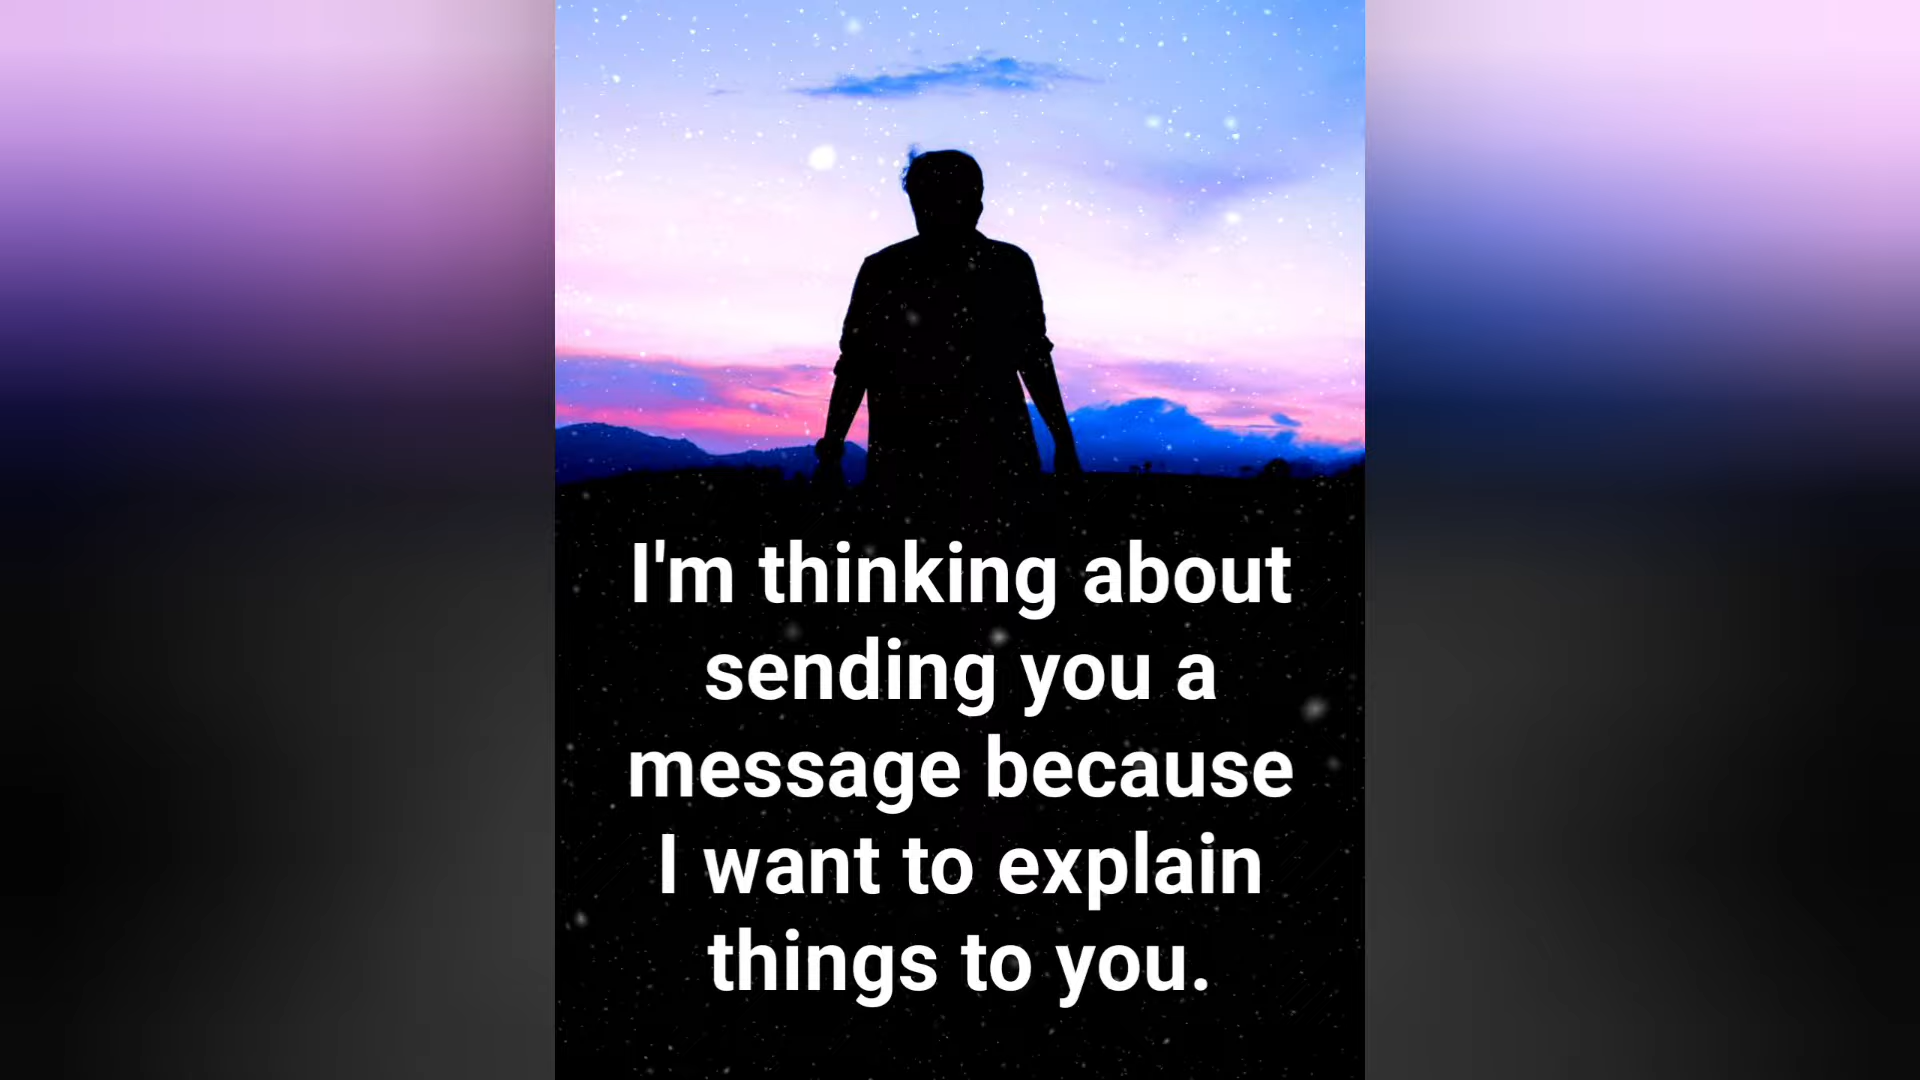 I'm thinking about
sending you a
message because
I want to explain
things to you.